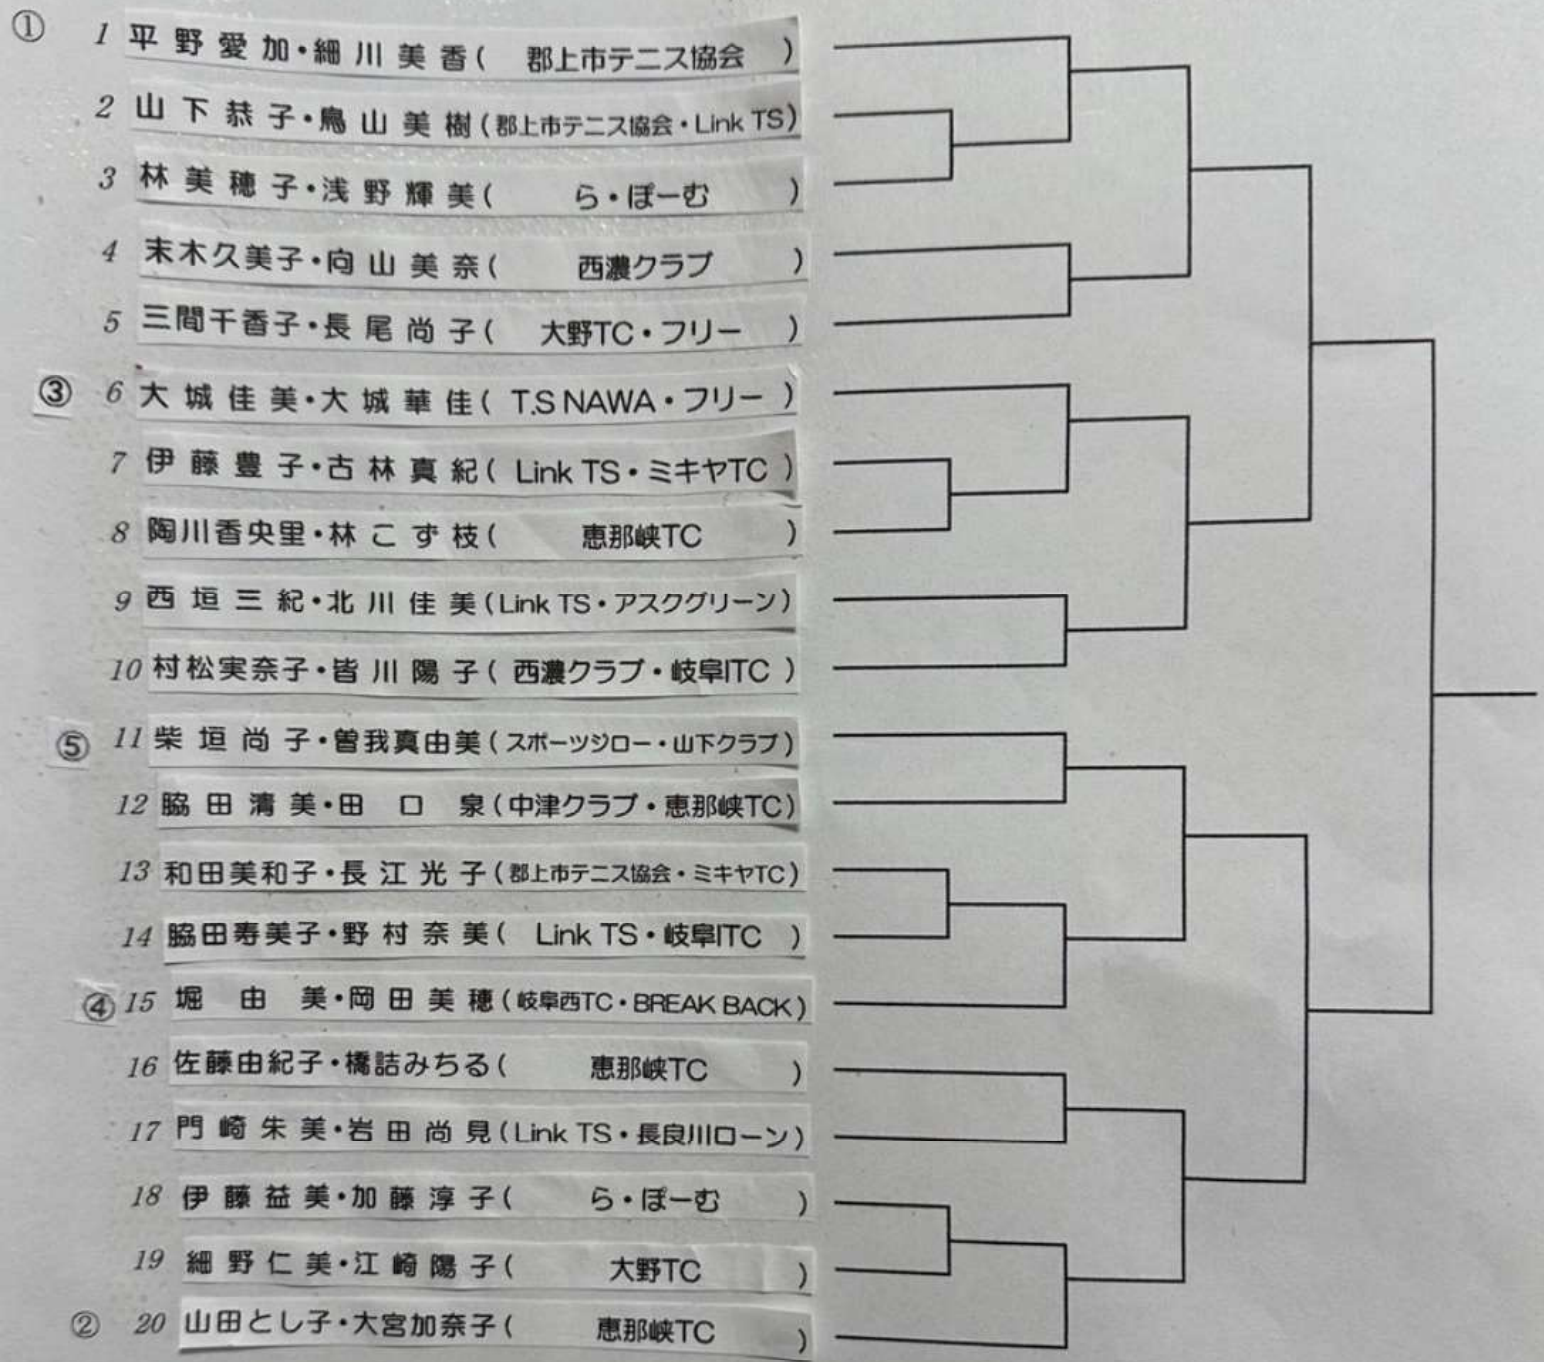 ① 1 平野愛加・細川美香(郡上市テニス協会)
2 山下恭子・鳥山美樹(郡上市テニス協会・Link TS)
3 林美穂子・浅野輝美(ら・ぽーむ)
4 末木久美子・向山美奈(西濃クラブ)
5 三間千香子・長尾尚子(大野TC・フリー)
③ 6 大城佳美・大城華佳(T.S NAWA・フリー)
7 伊藤豊子・古林真紀(Link TS・ミキヤTC)
8 陶川香央里・林こず枝(恵那峡TC)
9 西垣三紀・北川佳美(Link TS・アスクグリーン)
10 村松実奈子・皆川陽子(西濃クラブ・岐阜ITC)
⑤ 11 柴垣尚子・曽我真由美(スポーツジロー・山下クラブ)
12 脇田清美・田口泉(中津クラブ・恵那峡TC)
13 和田美和子・長江光子(郡上市テニス協会・ミキヤTC)
14 脇田寿美子・野村奈美(Link TS・岐阜ITC)
④ 15 堀由美・岡田美穂(岐阜西TC・BREAK BACK)
16 佐藤由紀子・橋詰みちる(恵那峡TC)
17 門崎朱美・岩田尚見(Link TS・長良川ローン)
18 伊藤益美・加藤淳子(ら・ぽーむ)
19 細野仁美・江崎陽子(大野TC)
② 20 山田とし子・大宮加奈子(恵那峡TC)